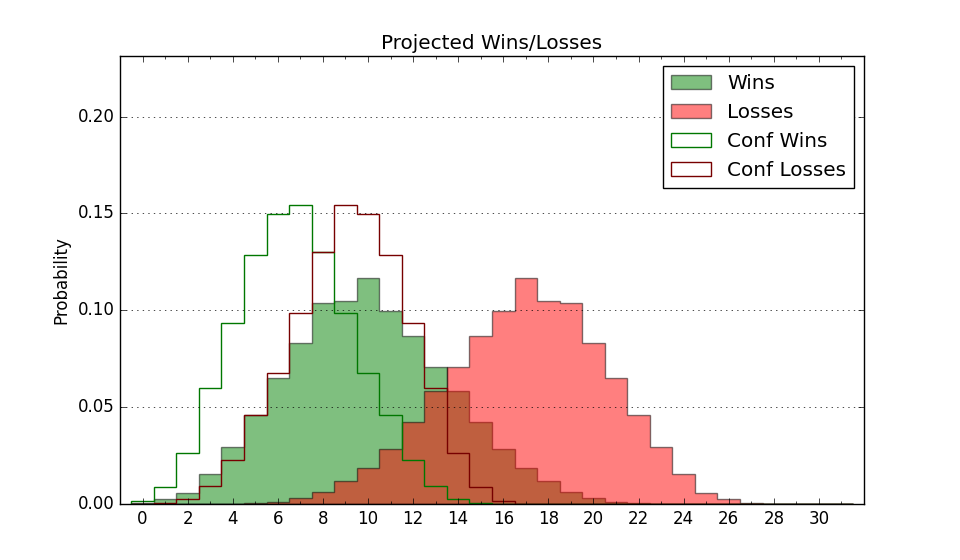 Projected Wins/Losses
Wins
Losses
Conf Wins
Conf Losses
Probability
0.20
0.15
0.10
0.05
0.00
0 2 4 6 8 10 12 14 16 18 20 22 24 26 28 30